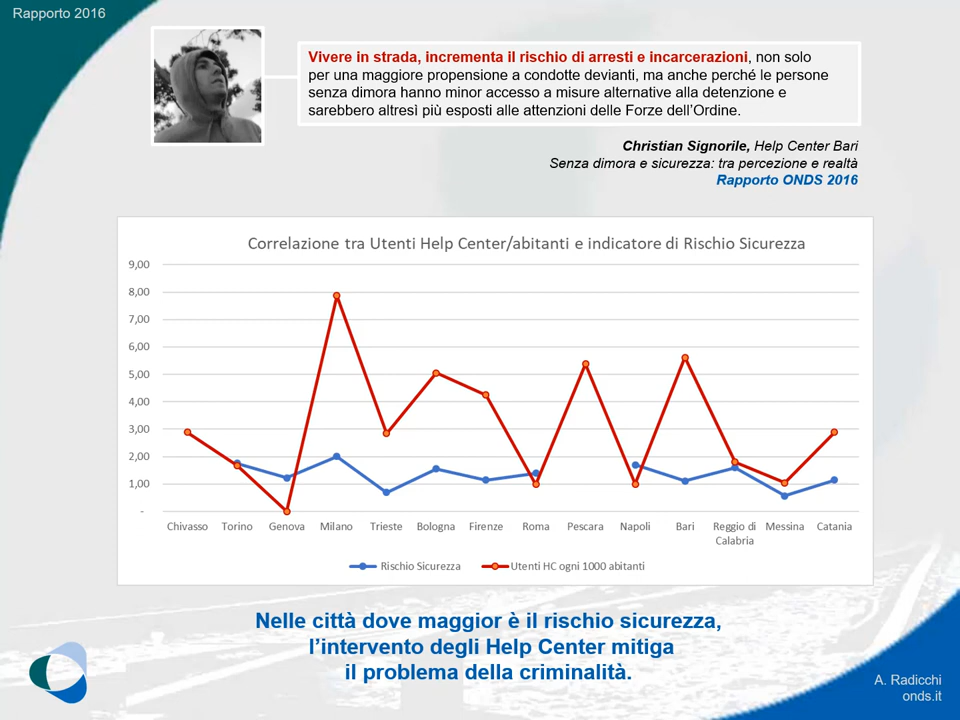 Rapporto 2016
Vivere in strada, incrementa il rischio di arresti e incarcerazioni, non solo
per una maggiore propensione a condotte devianti, ma anche perché le persone
senza dimora hanno minor accesso a misure alternative alla detenzione e
sarebbero altresì più esposti alle attenzioni delle Forze dell’Ordine.
Christian Signorile, Help Center Bari
Senza dimora e sicurezza: tra percezione e realtà
Rapporto ONDS 2016
Correlazione tra Utenti Help Center/abitanti e indicatore di Rischio Sicurezza
9,00
8,00
7,00
6,00
5,00
4,00
3,00
2,00
1,00
-
Chivasso Torino Genova Milano Trieste Bologna Firenze Roma Pescara Napoli Bari Reggio di Messina Catania
Calabria
Rischio Sicurezza Utenti HC ogni 1000 abitanti
Nelle città dove maggior è il rischio sicurezza,
l’intervento degli Help Center mitiga
il problema della criminalità.
A. Radicchi
onds.it